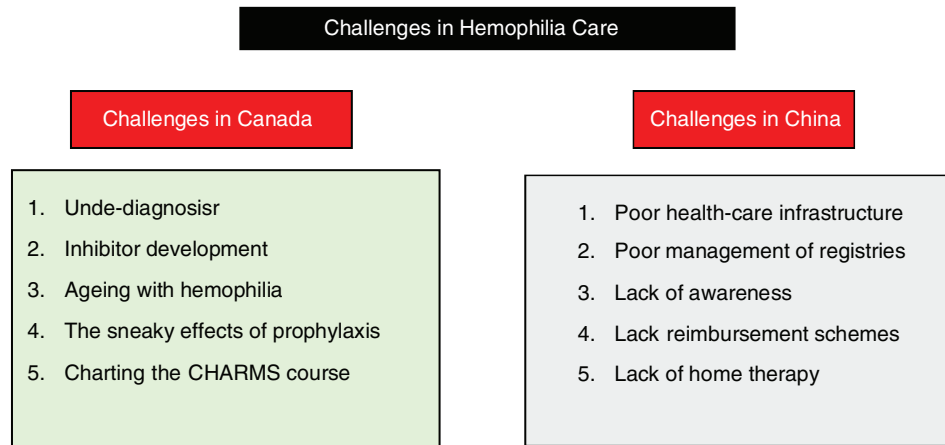 Challenges in Hemophilia Care
Challenges in Canada
1. Unde-diagnosisr
2. Inhibitor development
3. Ageing with hemophilia
4. The sneaky effects of prophylaxis
5. Charting the CHARMS course
Challenges in China
1. Poor health-care infrastructure
2. Poor management of registries
3. Lack of awareness
4. Lack reimbursement schemes
5. Lack of home therapy